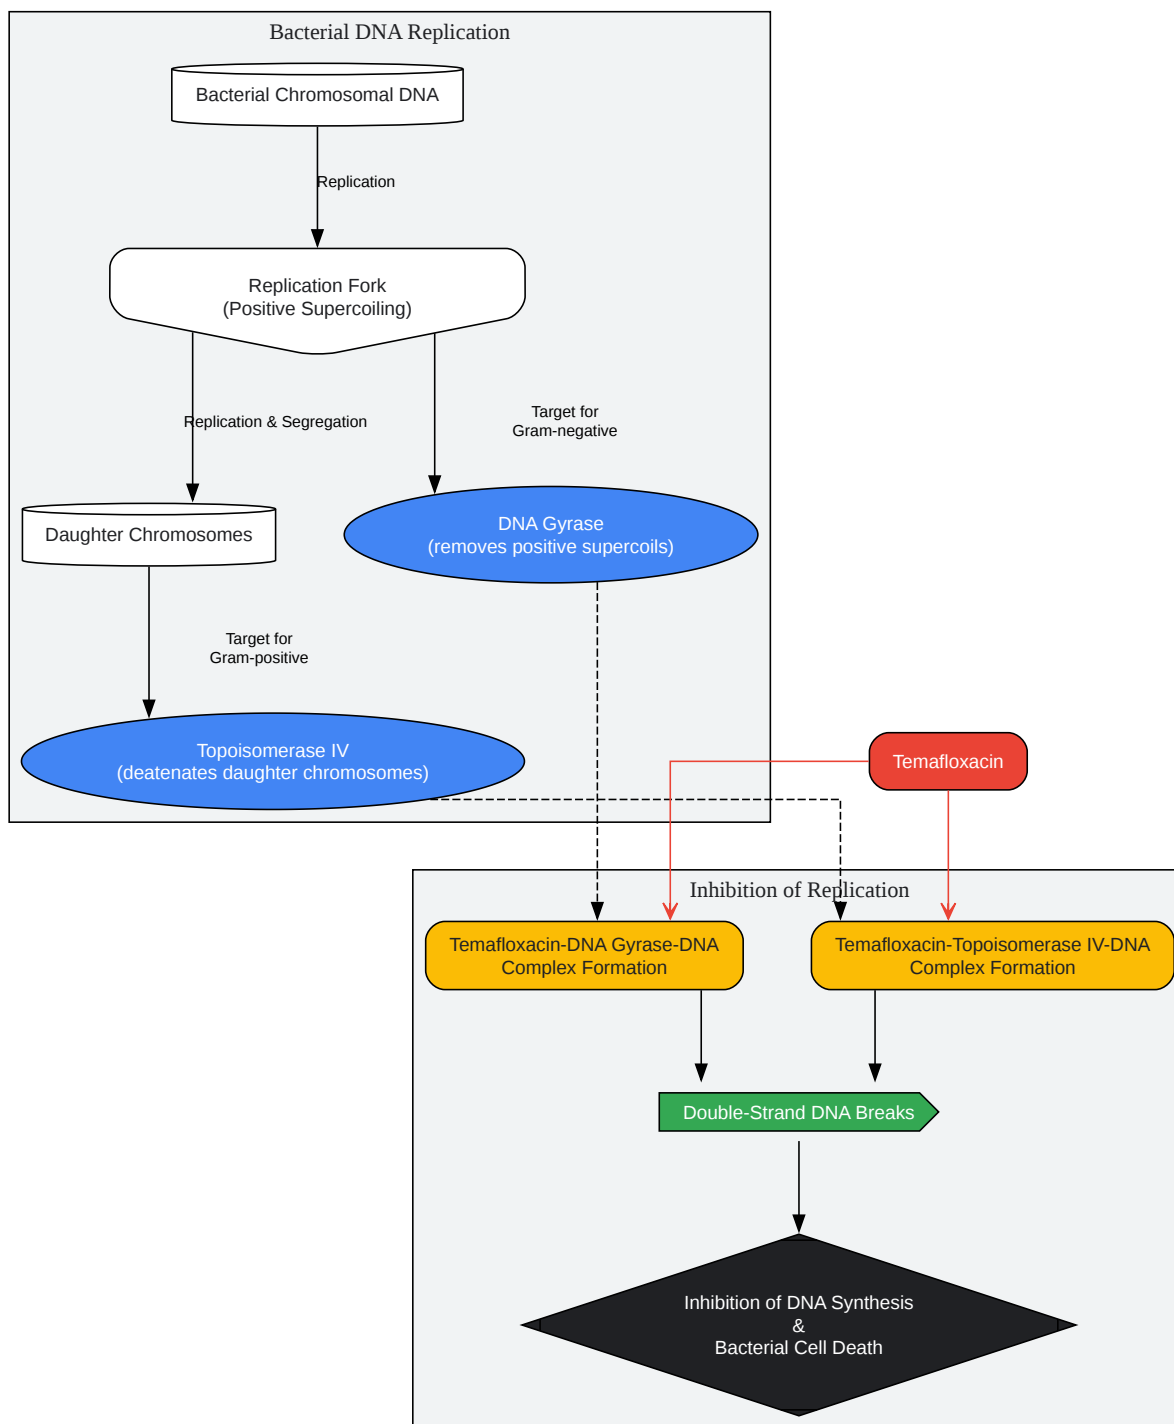 Bacterial DNA Replication
Bacterial Chromosomal DNA
Replication
Replication Fork
(Positive Supercoiling)
Replication & Segregation
Target for
Gram-negative
Daughter Chromosomes
DNA Gyrase
(removes positive supercoils)
Target for
Gram-positive
Topoisomerase IV
(deatenates daughter chromosomes)
Temafloxacin
Inhibition of Replication
Temafloxacin-DNA Gyrase-DNA
Complex Formation
Temafloxacin-Topoisomerase IV-DNA
Complex Formation
Double-Strand DNA Breaks
Inhibition of DNA Synthesis
&
Bacterial Cell Death